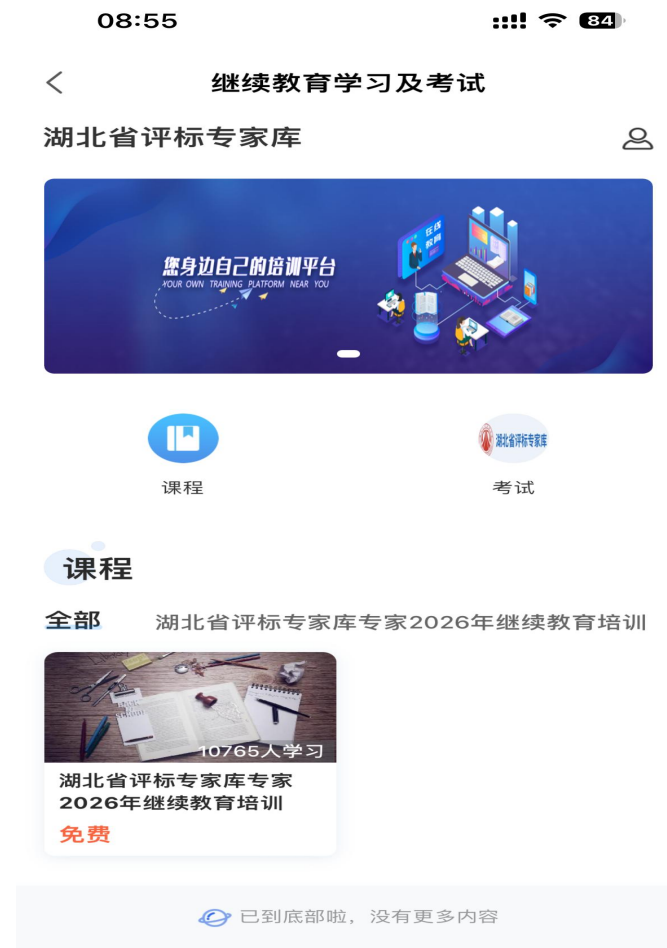 08:55
84
继续教育学习及考试
湖北省评标专家库
在线
教育
您身边自己的培训平台
YOUR OWN TRAINING PLATFORM NEAR YOU
湖北省评标专家库
课程
考试
课程
全部
湖北省评标专家库专家2026年继续教育培训
10765人学习
湖北省评标专家库专家
2026年继续教育培训
免费
已到底部啦，没有更多内容